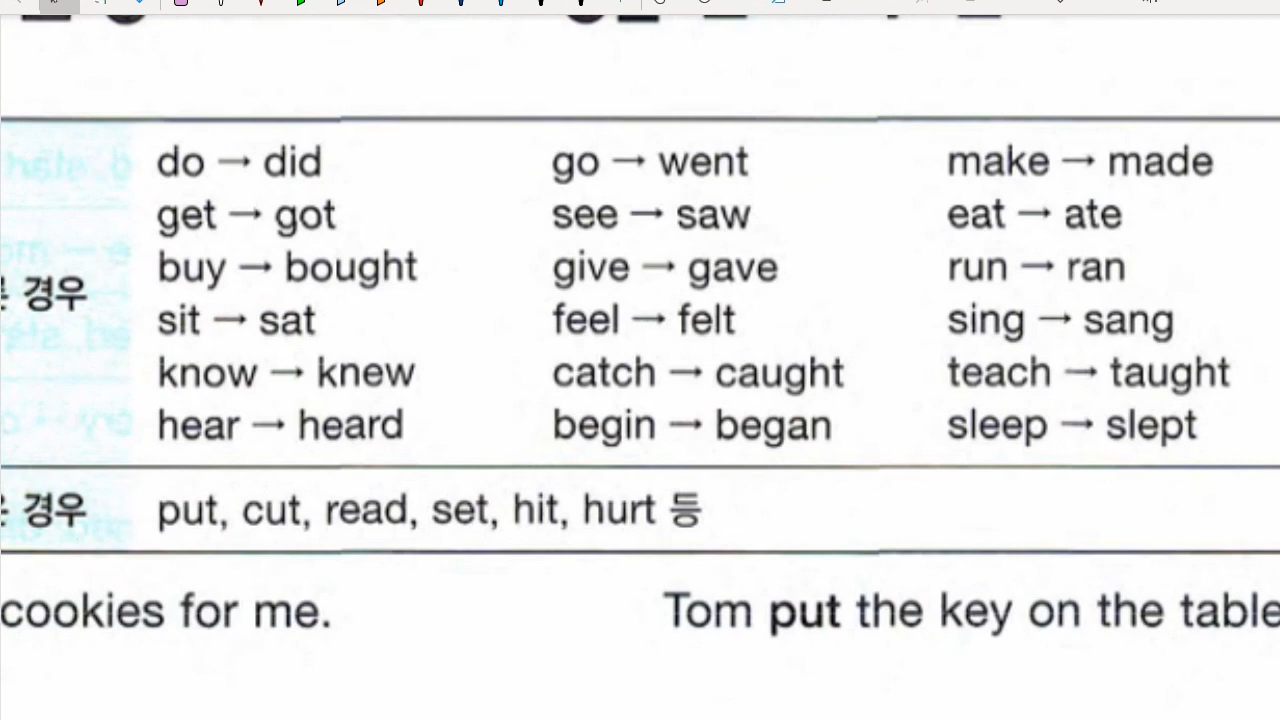 do → did go → went make → made
get → got see → saw eat → ate
buy → bought give → gave run → ran
경우
sit → sat feel → felt sing → sang
know → knew catch → caught teach → taught
hear → heard begin → began sleep → slept
경우 put, cut, read, set, hit, hurt 등
cookies for me. Tom put the key on the table